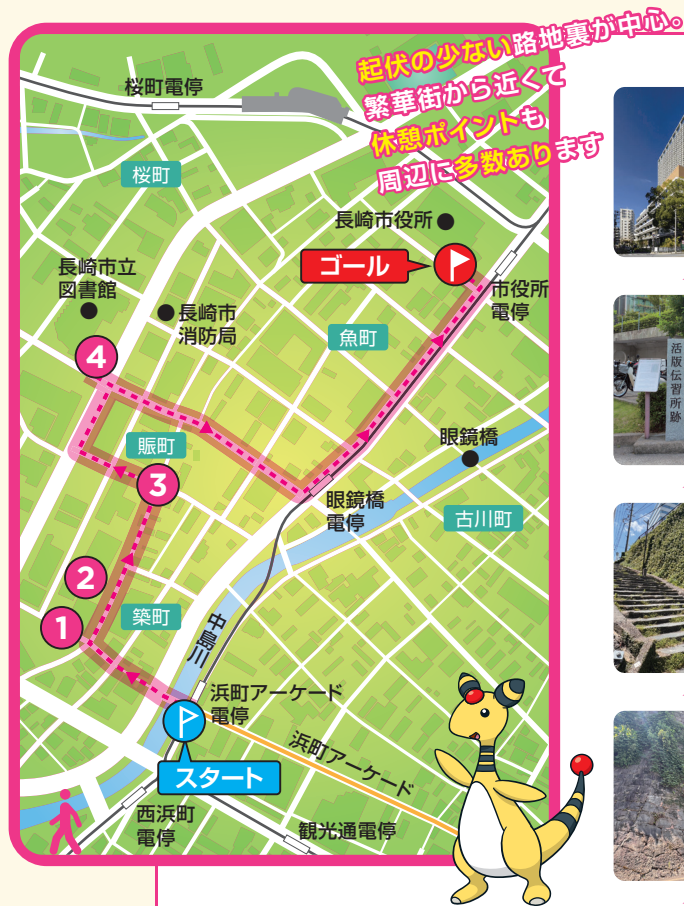 起伏の少ない路地裏が中心。
繁華街から近くて
休憩ポイントも
周辺に多数あります
桜町電停
桜町
長崎市役所
ゴール
市役所
電停
長崎市立
図書館
長崎市
消防局
魚町
4
賑町
眼鏡橋
3
眼鏡橋
電停
古川町
2
1
築町
中島川
浜町アーケード
電停
浜町アーケード
スタート
西浜町
電停
観光通電停
活版伝習所跡